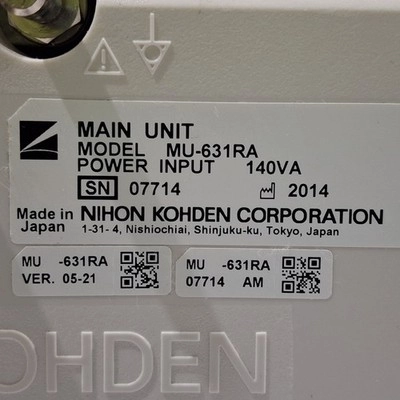 MAIN UNIT
MODEL MU-631RA
POWER INPUT 140VA
SN 07714 2014
Made in Japan NIHON KOHDEN CORPORATION
1-31-4, Nishiochiai, Shinjuku-ku, Tokyo, Japan
MU -631RA
VER. 05-21
MU -631RA
07714 AM
OHDEN